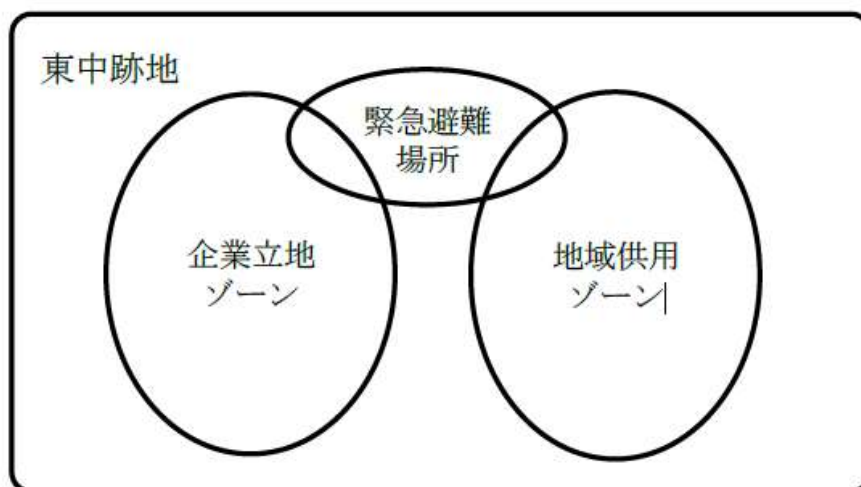 東中跡地
緊急避難
場所
企業立地
ゾーン
地域供用
ゾーン